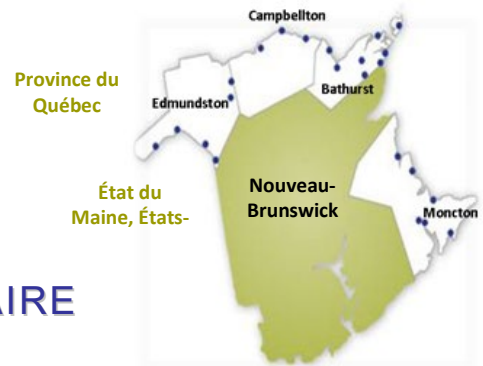 Campbellton
Province du
Québec
Edmundston
Bathurst
État du
Maine, États-
Nouveau-
Brunswick
Moncton
AIRE